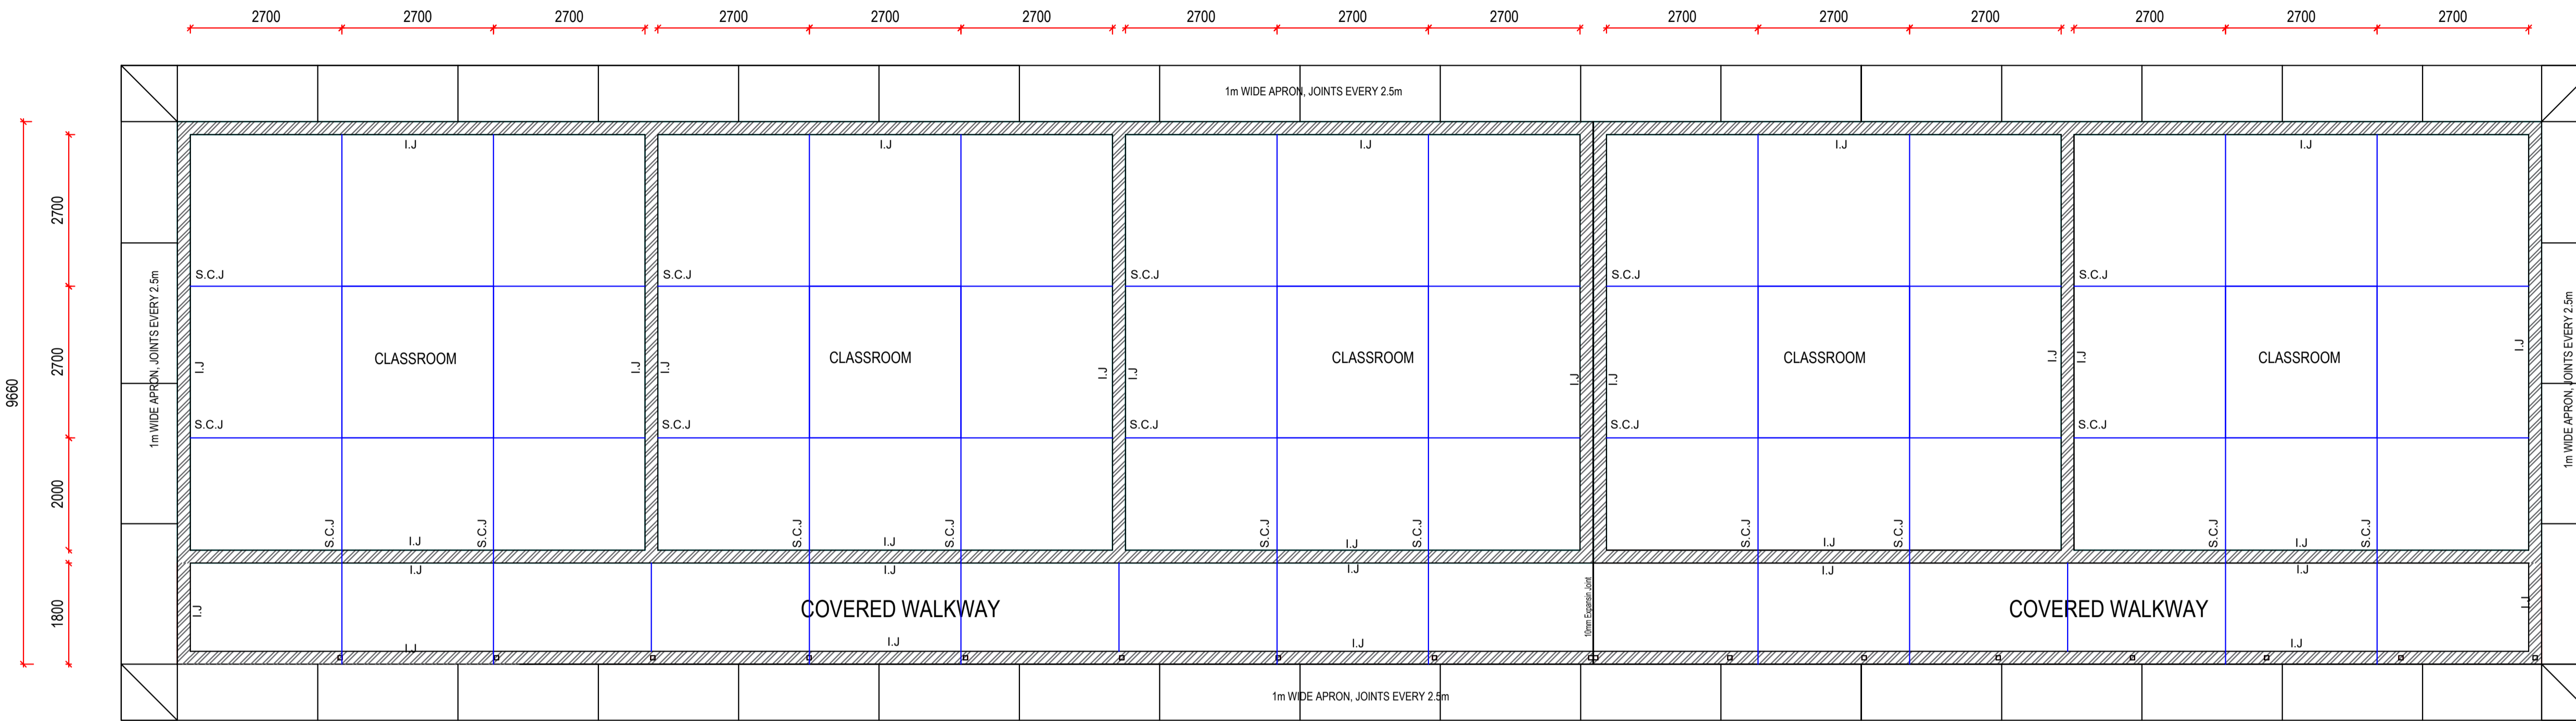 2700 2700 2700 2700 2700 2700 2700 2700 2700 2700 2700 2700 2700 2700 2700
1m WIDE APRON, JOINTS EVERY 2.5m
I.J I.J I.J I.J I.J
2700
S.C.J S.C.J S.C.J S.C.J S.C.J
9660
2700
1m WIDE APRON, JOINTS EVERY 2.5m
I.J CLASSROOM I.J I.J CLASSROOM I.J I.J CLASSROOM I.J I.J CLASSROOM I.J I.J CLASSROOM I.J
1m WIDE APRON, JOINTS EVERY 2.5m
S.C.J S.C.J S.C.J S.C.J S.C.J
2000
S.C.J S.C.J S.C.J S.C.J S.C.J S.C.J S.C.J S.C.J S.C.J S.C.J
I.J I.J I.J I.J I.J
I.J I.J I.J I.J I.J
1800
I.J COVERED WALKWAY 10mm Expansin Joint COVERED WALKWAY I.J
I.J I.J I.J I.J
1m WIDE APRON, JOINTS EVERY 2.5m